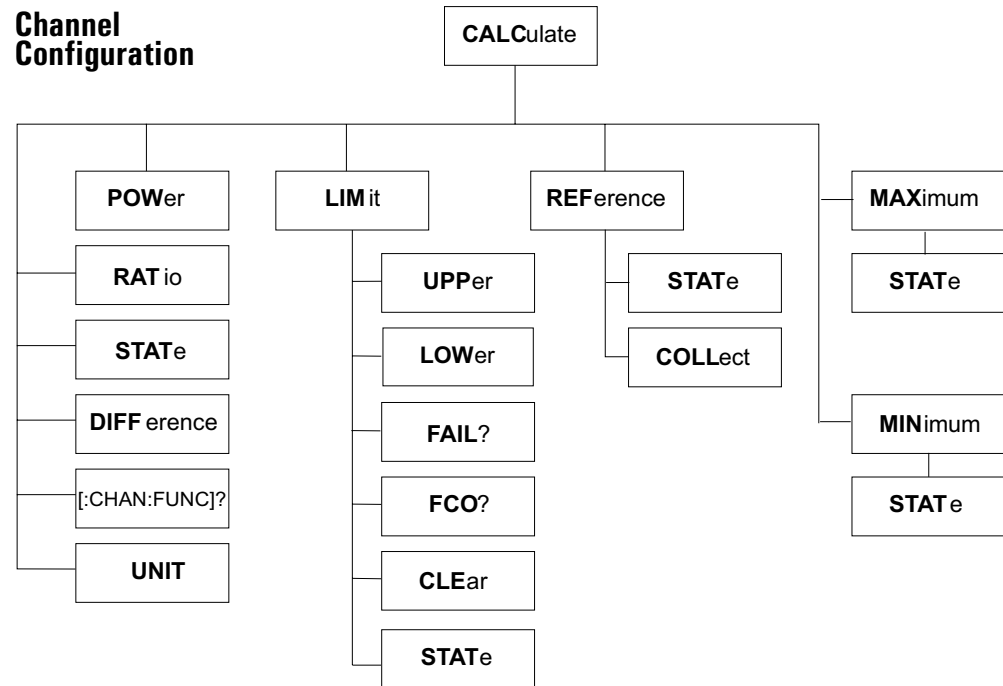 Channel
Configuration
CALCulate
POWer
RATio
STATe
DIFFerence
[:CHAN:FUNC]?
UNIT
LIMit
UPPer
LOWer
FAIL?
FCO?
CLEar
STATe
REFerence
STATe
COLLect
MAXimum
STATe
MINimum
STATe